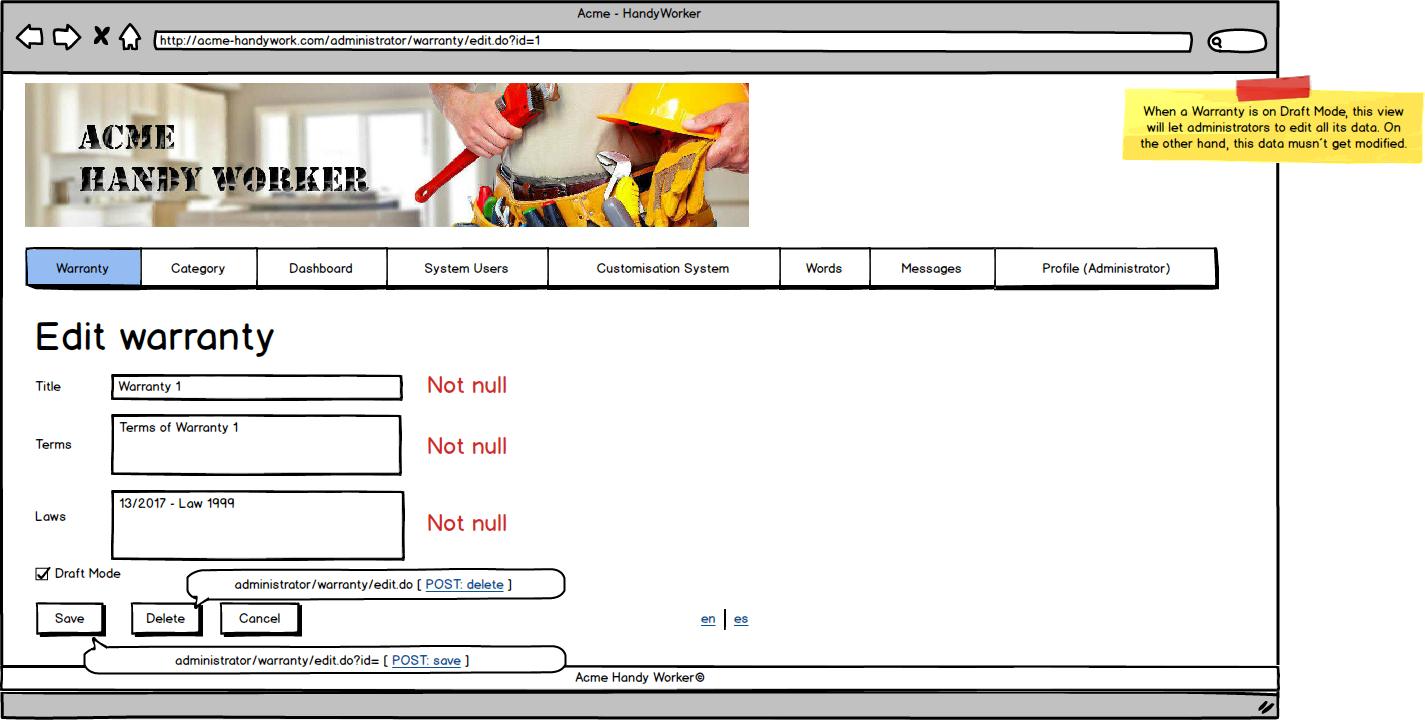 Acme - HandyWorker
http://acme-handywork.com/administrator/warranty/edit.do?id=1
When a Warranty is on Draft Mode, this view
will let administrators to edit all its data. On
the other hand, this data musn´t get modified.
ACME
HANDY WORKER
Warranty Category Dashboard System Users Customisation System Words Messages Profile (Administrator)
Edit warranty
Title Warranty 1 Not null
Terms Terms of Warranty 1 Not null
Laws 13/2017 - Law 1999 Not null
Draft Mode
administrator/warranty/edit.do [ POST: delete ]
Save Delete Cancel en es
administrator/warranty/edit.do?id= [ POST: save ]
Acme Handy Worker©